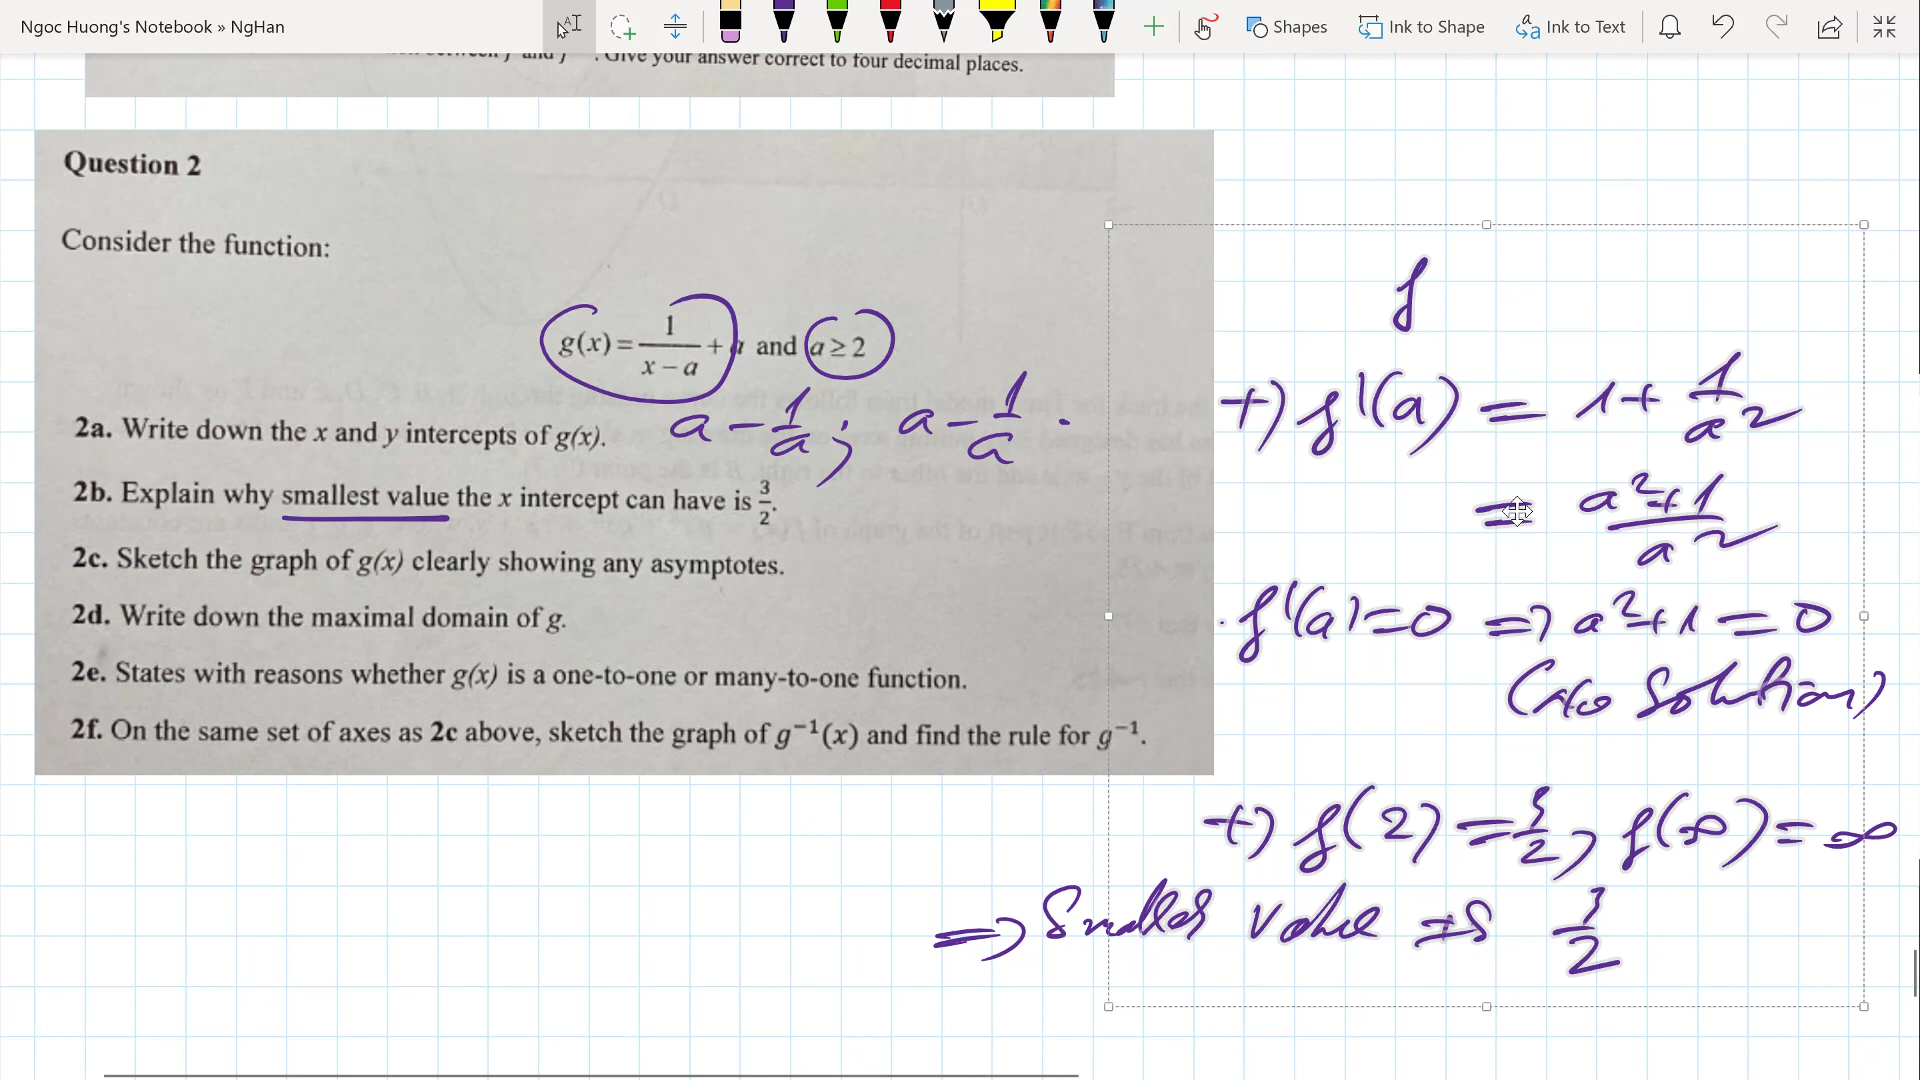 Ngoc Huong's Notebook » NgHan
Shapes
Ink to Shape
Ink to Text
. Give your answer correct to four decimal places.
Question 2
Consider the function:
g(x) = 1/(x − a) + a and a ≥ 2
a - 1/a ; a - 1/a .
2a. Write down the x and y intercepts of g(x).
2b. Explain why smallest value the x intercept can have is 3/2.
2c. Sketch the graph of g(x) clearly showing any asymptotes.
2d. Write down the maximal domain of g.
2e. States with reasons whether g(x) is a one-to-one or many-to-one function.
2f. On the same set of axes as 2c above, sketch the graph of g⁻¹(x) and find the rule for g⁻¹.
f
+) f'(a) = 1 + 1/a²
= (a² + 1)/a²
. f'(a) = 0 => a² + 1 = 0
(No Solution)
+) f(2) = 3/2, f(∞) = ∞
=> value is 3/2